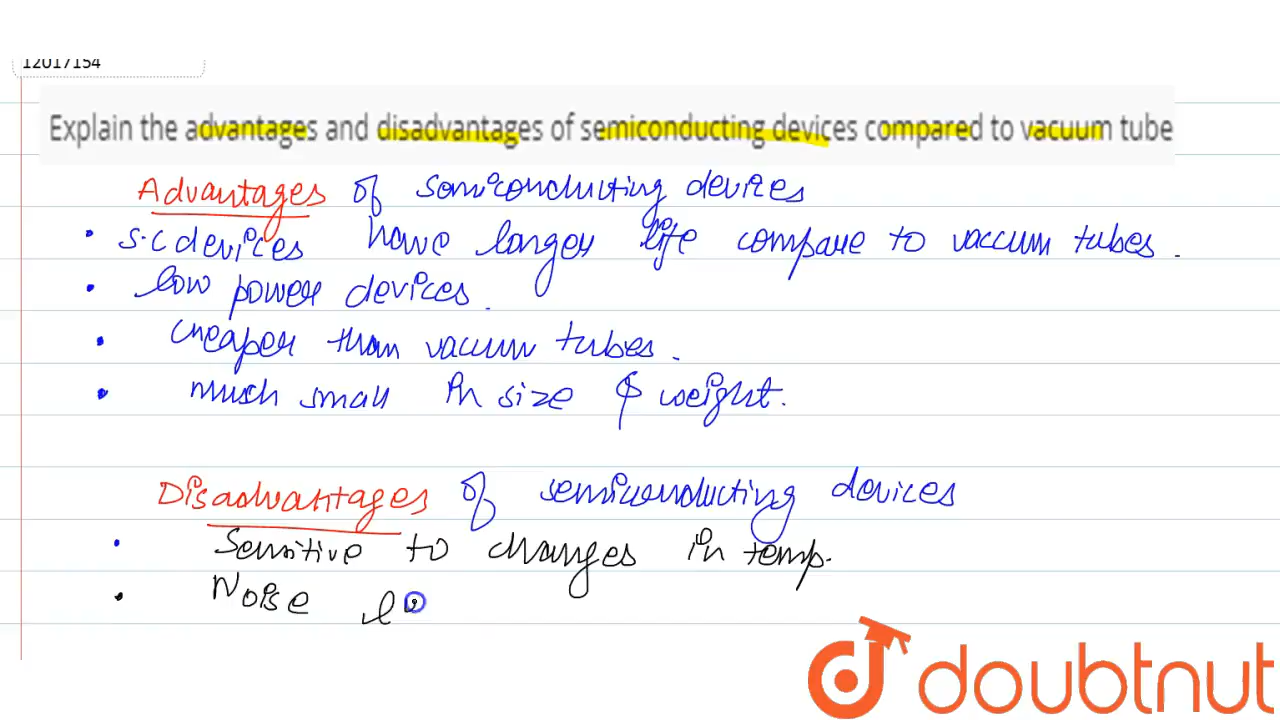 12017154
Explain the advantages and disadvantages of semiconducting devices compared to vacuum tube
Advantages of semiconducting devices
• S.C devices have longer life compare to vaccum tubes.
• low power devices.
• cheaper than vacuum tubes.
• much small in size & weight.
Disadvantages of semiconducting devices
• Sensitive to changes in temp.
• Noise
doubtnut